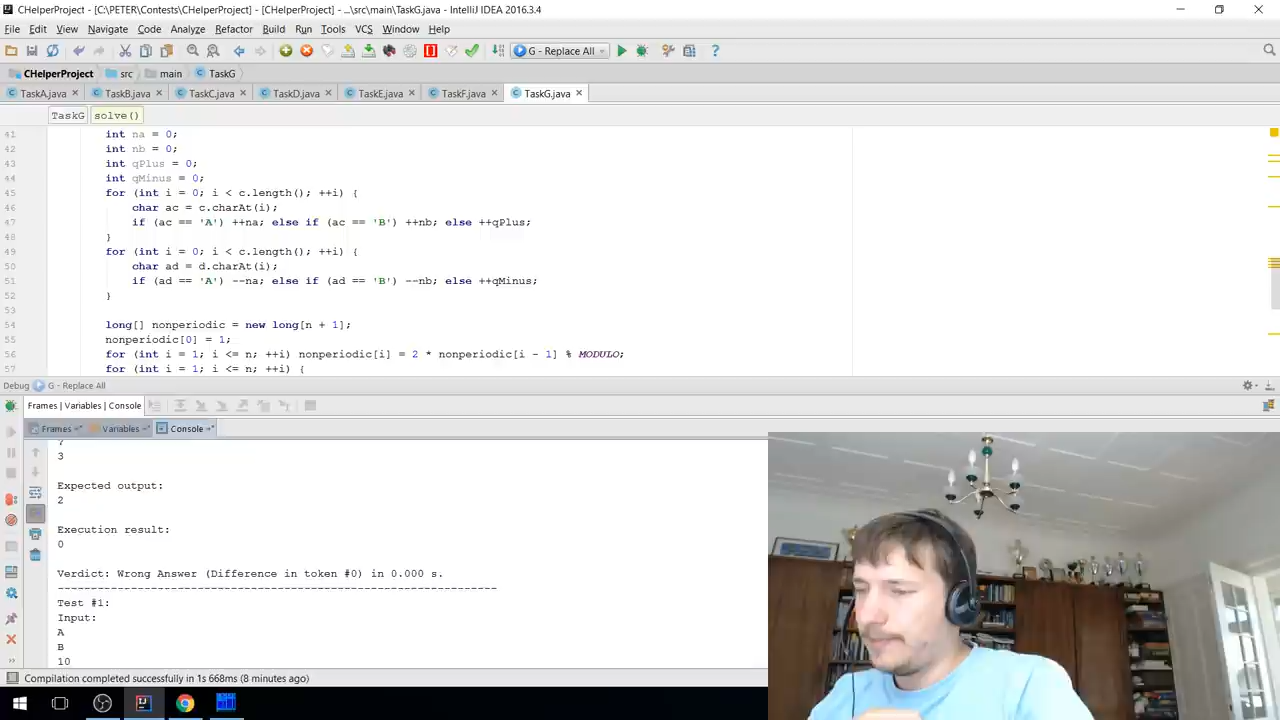 CHelperProject - [C:\PETER\Contests\CHelperProject] - [CHelperProject] - ...\src\main\TaskG.java - IntelliJ IDEA 2016.3.4
File Edit View Navigate Code Analyze Refactor Build Run Tools VCS Window Help
G - Replace All
CHelperProject src main TaskG
TaskA.java TaskB.java TaskC.java TaskD.java TaskE.java TaskF.java TaskG.java
TaskG solve()
41 int na = 0;
42 int nb = 0;
43 int qPlus = 0;
44 int qMinus = 0;
45 for (int i = 0; i < c.length(); ++i) {
46 char ac = c.charAt(i);
47 if (ac == 'A') ++na; else if (ac == 'B') ++nb; else ++qPlus;
48 }
49 for (int i = 0; i < c.length(); ++i) {
50 char ad = d.charAt(i);
51 if (ad == 'A') --na; else if (ad == 'B') --nb; else ++qMinus;
52 }
53
54 long[] nonperiodic = new long[n + 1];
55 nonperiodic[0] = 1;
56 for (int i = 1; i <= n; ++i) nonperiodic[i] = 2 * nonperiodic[i - 1] % MODULO;
57 for (int i = 1; i <= n; ++i) {
Debug G - Replace All
Frames | Variables | Console
Frames Variables Console
3
Expected output:
2
Execution result:
0
Verdict: Wrong Answer (Difference in token #0) in 0.000 s.
------------------------------------------------------------------
Test #1:
Input:
A
B
10
Compilation completed successfully in 1s 668ms (8 minutes ago)